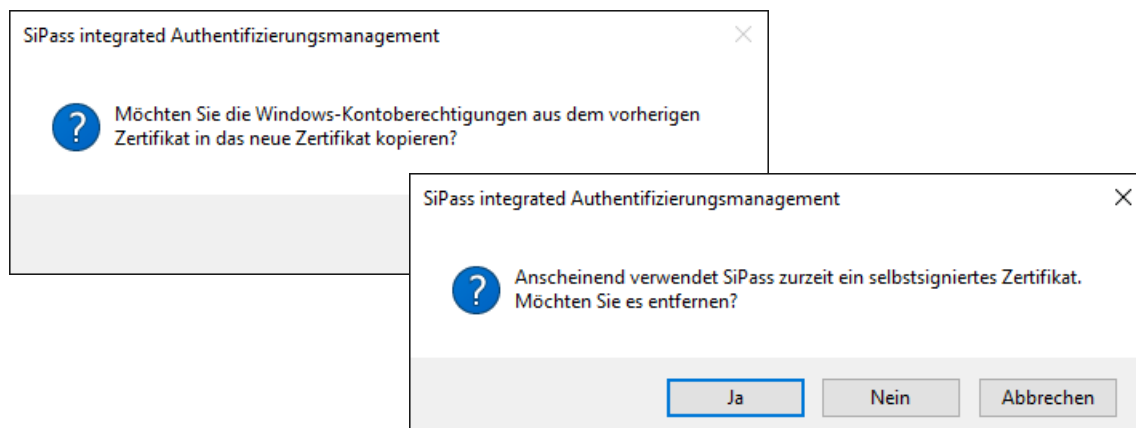 SiPass integrated Authentifizierungsmanagement
Möchten Sie die Windows-Kontoberechtigungen aus dem vorherigen
Zertifikat in das neue Zertifikat kopieren?
SiPass integrated Authentifizierungsmanagement
Anscheinend verwendet SiPass zurzeit ein selbstsigniertes Zertifikat.
Möchten Sie es entfernen?
Ja Nein Abbrechen